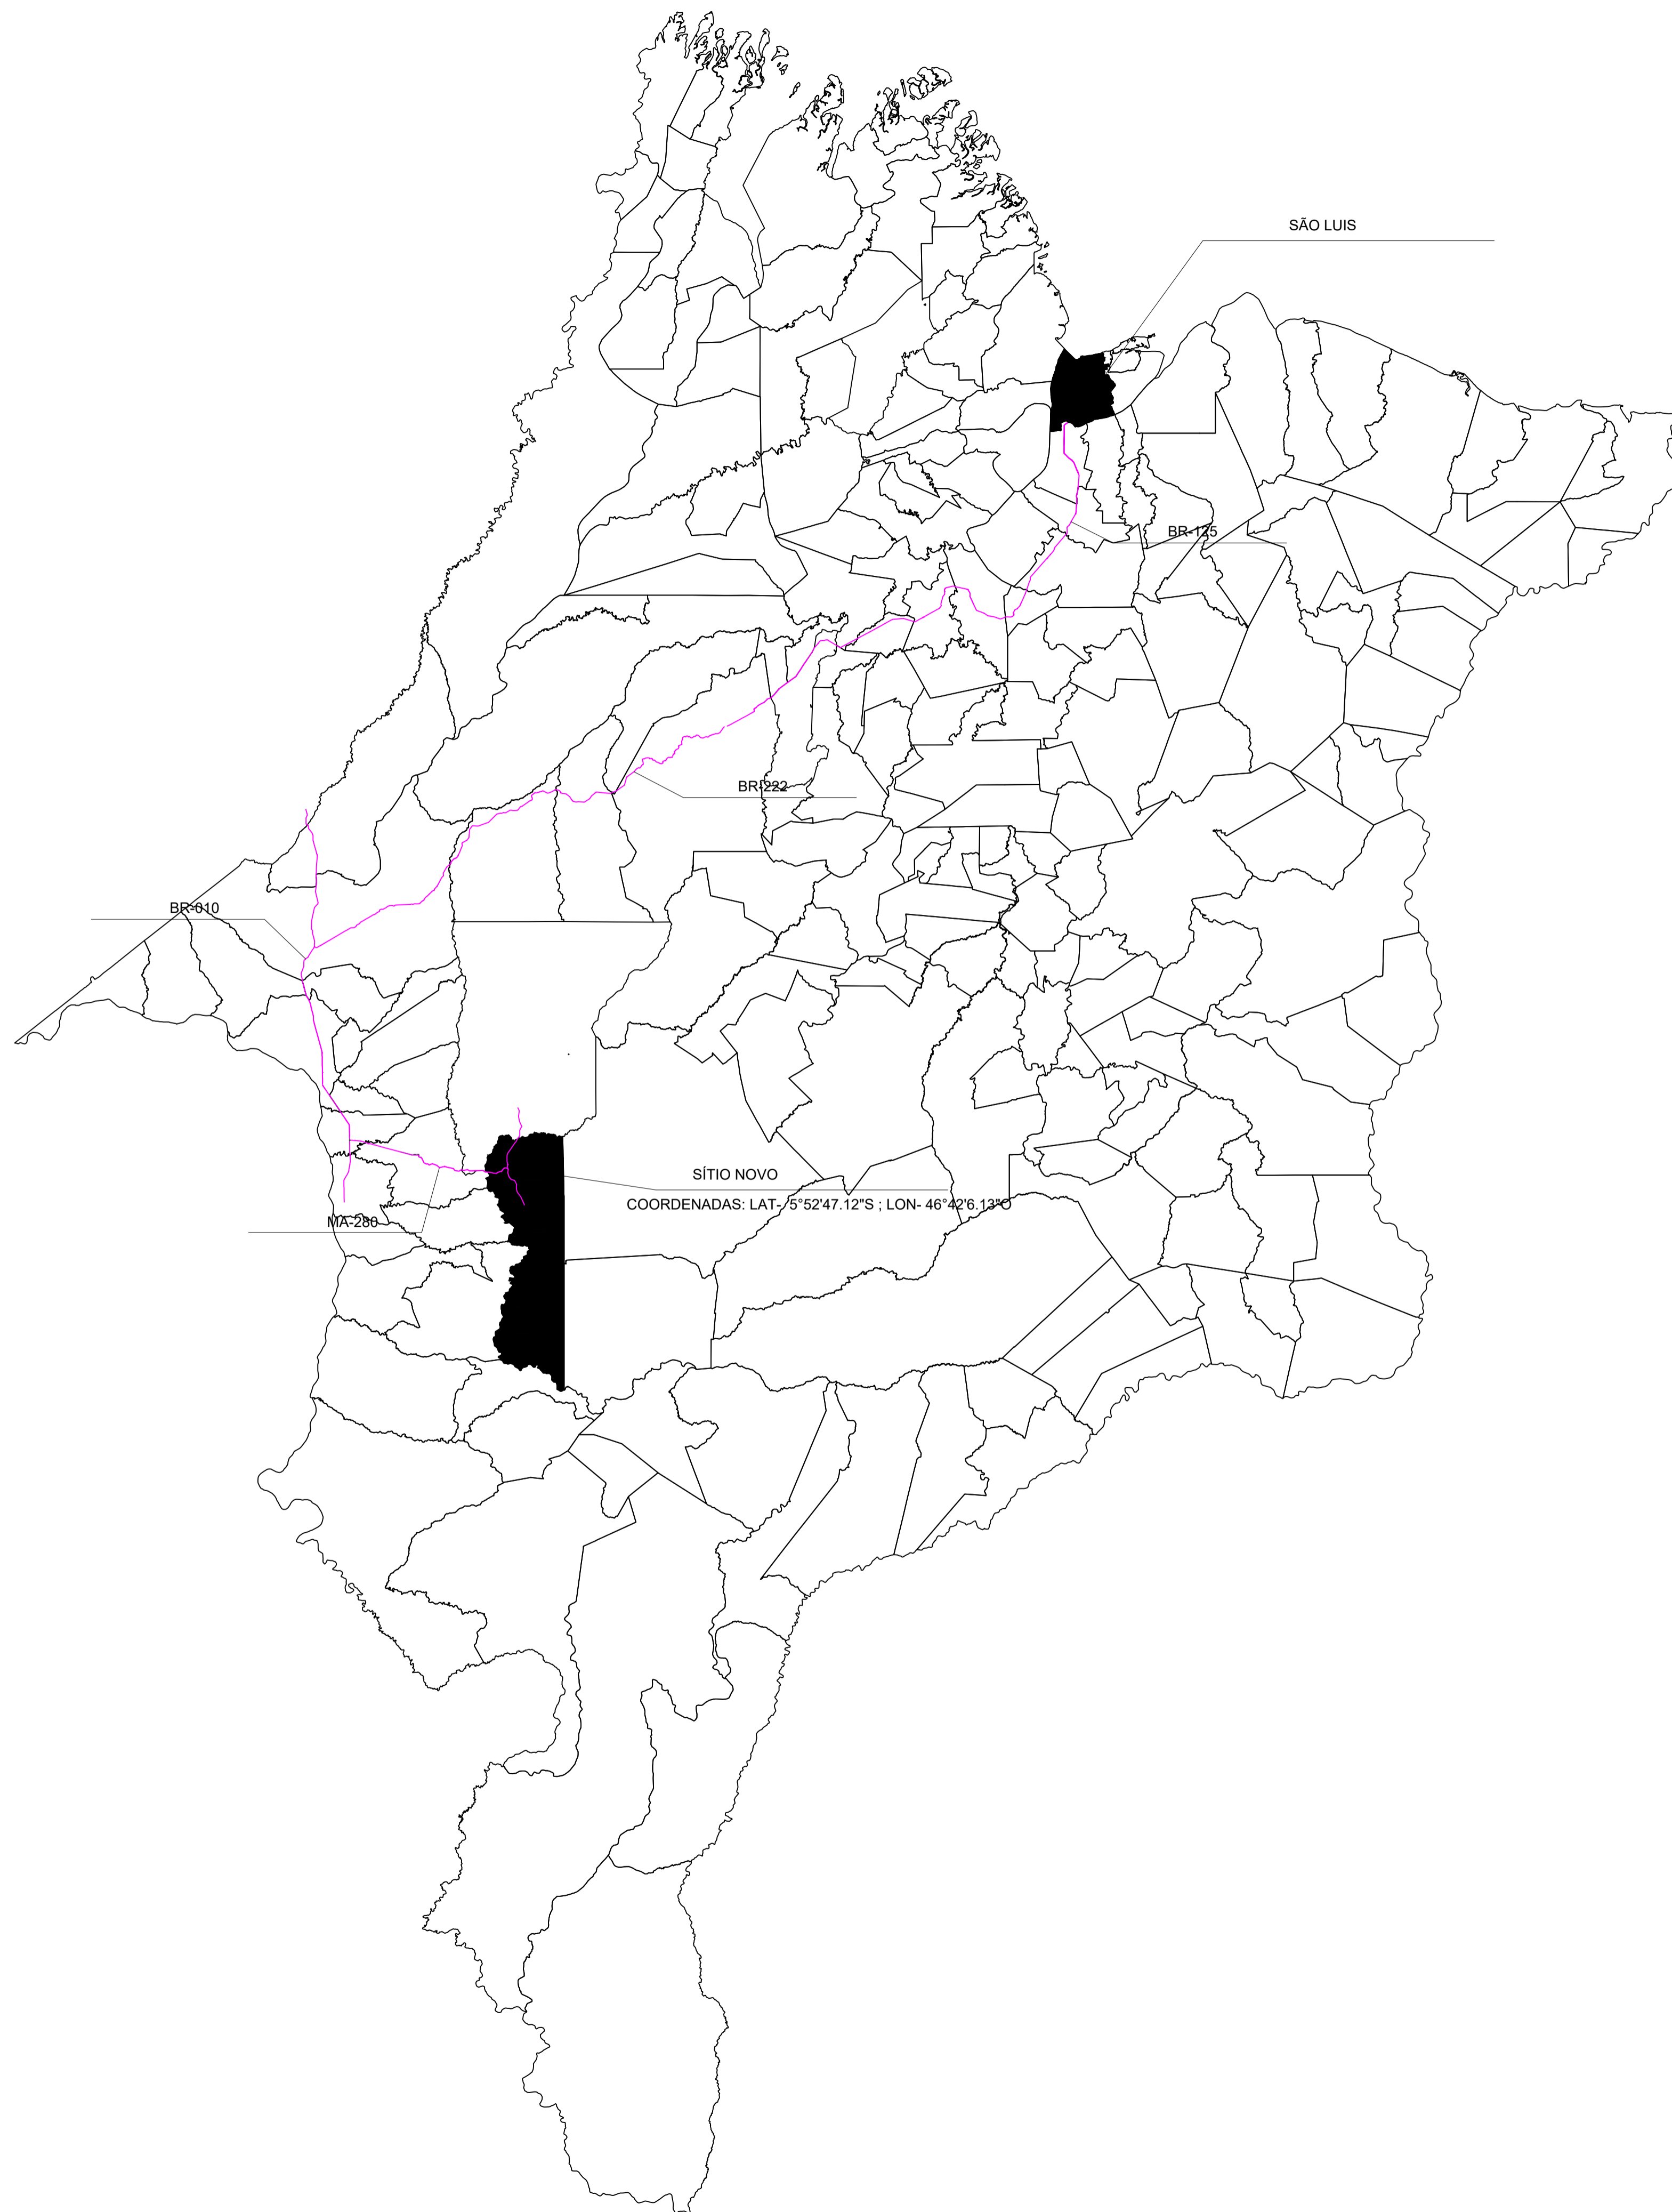 SÃO LUIS
BR-135
BR-222
BR-010
SÍTIO NOVO
COORDENADAS: LAT- 5°52'47.12"S ; LON- 46°42'6.13"O
MA-280